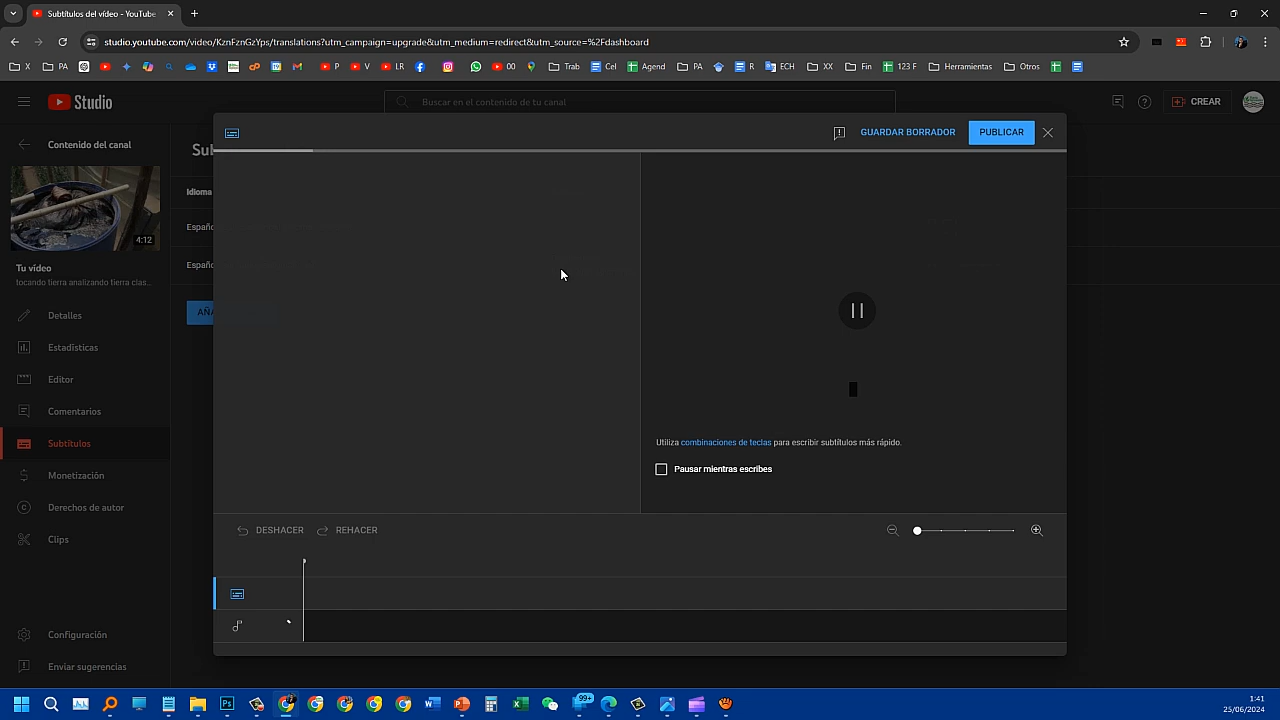 Subtítulos del vídeo - YouTube
studio.youtube.com/video/KznFznGzYps/translations?utm_campaign=upgrade&utm_medium=redirect&utm_source=%2Fdashboard
X PA P V LR 00 Trab Cel Agend PA R ECH XX Fin 123 F Herramientas Otros
Studio
Buscar en el contenido de tu canal
CREAR
Contenido del canal
GUARDAR BORRADOR
PUBLICAR
Idioma
4:12
Españo
Españo
Tu vídeo
tocando tierra analizando tierra clas...
Detalles
Estadísticas
Editor
Comentarios
Subtítulos
Monetización
Derechos de autor
Clips
Configuración
Enviar sugerencias
Utiliza combinaciones de teclas para escribir subtítulos más rápido.
Pausar mientras escribes
DESHACER
REHACER
99+
1:41
25/06/2024